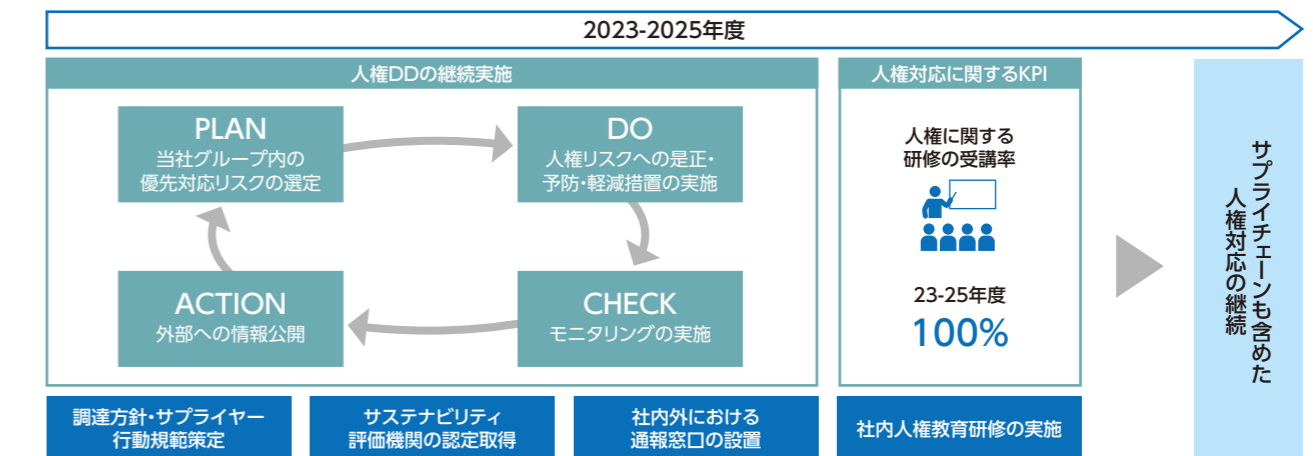 2023-2025年度
人権DDの継続実施
PLAN
当社グループ内の
優先対応リスクの選定
DO
人権リスクへの是正・
予防・軽減措置の実施
ACTION
外部への情報公開
CHECK
モニタリングの実施
調達方針・サプライヤー
行動規範策定
サステナビリティ
評価機関の認定取得
社内外における
通報窓口の設置
人権対応に関するKPI
人権に関する
研修の受講率
23-25年度
100%
社内人権教育研修の実施
サプライチェーンも含めた
人権対応の継続